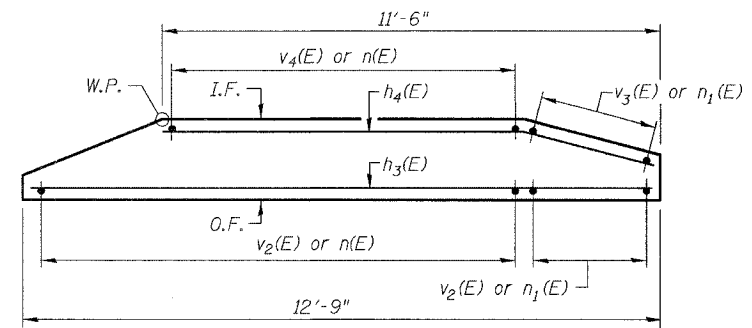 11'-6"
v4(E) or n(E)
W.P.
I.F.
h4(E)
v3(E) or n1(E)
h3(E)
O.F.
v2(E) or n(E)
v2(E) or n1(E)
12'-9"